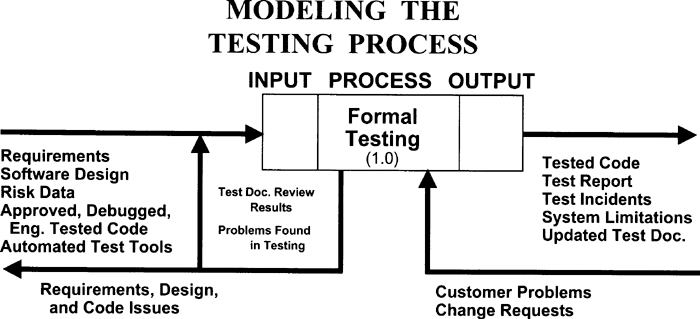 MODELING THE
TESTING PROCESS
INPUT PROCESS OUTPUT
Formal
Testing
(1.0)
Requirements
Software Design
Risk Data
Approved, Debugged,
Eng. Tested Code
Automated Test Tools
Test Doc. Review
Results
Problems Found
in Testing
Tested Code
Test Report
Test Incidents
System Limitations
Updated Test Doc.
Requirements, Design,
and Code Issues
Customer Problems
Change Requests